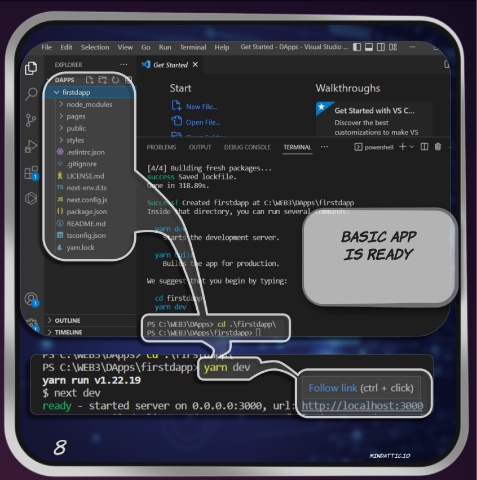 File Edit Selection View Go Run Terminal Help Get Started - DApps - Visual Studio ...
EXPLORER ...
Get Started
DAPPS
firstdapp
node_modules
pages
public
styles
.eslintrc.json
.gitignore
LICENSE.md
TS next-env.d.ts
JS next.config.js
{} package.json
README.md
tsconfig.json
yarn.lock
OUTLINE
TIMELINE
Start
New File...
Open File...
Walkthroughs
Get Started with VS C...
Discover the best
customizations to make VS
PROBLEMS OUTPUT DEBUG CONSOLE TERMINAL ... powershell
[4/4] Building fresh packages...
success Saved lockfile.
Done in 318.89s.
Success! Created firstdapp at C:\WEB3\DApps\firstdapp
Inside that directory, you can run several commands:
yarn dev
Starts the development server.
yarn build
Builds the app for production.
We suggest that you begin by typing:
cd firstdapp
yarn dev
PS C:\WEB3\DApps> cd .\firstdapp\
PS C:\WEB3\DApps\firstdapp>
BASIC APP
IS READY
PS C:\WEB3\DApps> cd .\firstdapp\
PS C:\WEB3\DApps\firstdapp> yarn dev
yarn run v1.22.19
$ next dev
ready - started server on 0.0.0.0:3000, url: http://localhost:3000
Follow link (ctrl + click)
8
MINDATTIC.IO